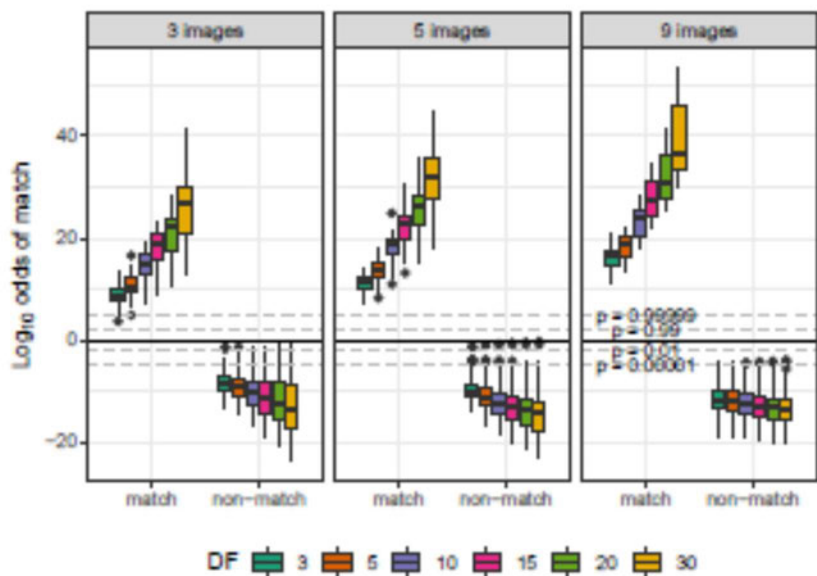 3 images 5 images 9 images
Log10 odds of match
40
20
0
−20
p = 0.99999
p = 0.99
p = 0.01
p = 0.00001
match non−match match non−match match non−match
DF 3 5 10 15 20 30